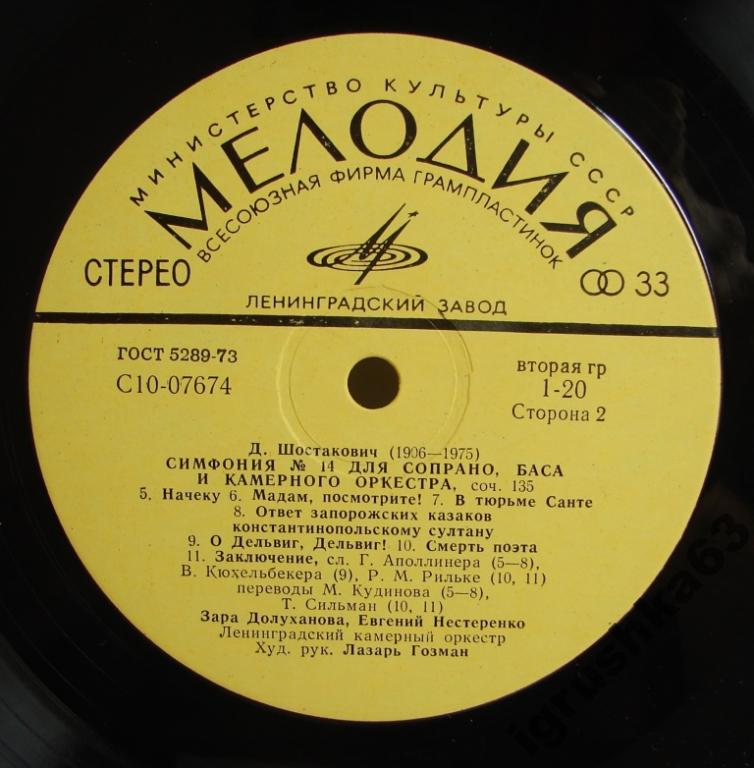 МИНИСТЕРСТВО КУЛЬТУРЫ СССР
МЕЛОДИЯ
ВСЕСОЮЗНАЯ ФИРМА ГРАМПЛАСТИНОК
СТЕРЕО
33
ЛЕНИНГРАДСКИЙ ЗАВОД
ГОСТ 5289-73
С10-07674
вторая гр
1-20
Сторона 2
Д. Шостакович (1906—1975)
СИМФОНИЯ № 14 ДЛЯ СОПРАНО, БАСА
И КАМЕРНОГО ОРКЕСТРА, соч. 135
5. Начеку 6. Мадам, посмотрите! 7. В тюрьме Санте
8. Ответ запорожских казаков
константинопольскому султану
9. О Дельвиг, Дельвиг! 10. Смерть поэта
11. Заключение, сл. Г. Аполлинера (5—8),
В. Кюхельбекера (9), Р. М. Рильке (10, 11)
переводы М. Кудинова (5—8),
Т. Сильман (10, 11)
Зара Долуханова, Евгений Нестеренко
Ленинградский камерный оркестр
Худ. рук. Лазарь Гозман
igrushka63